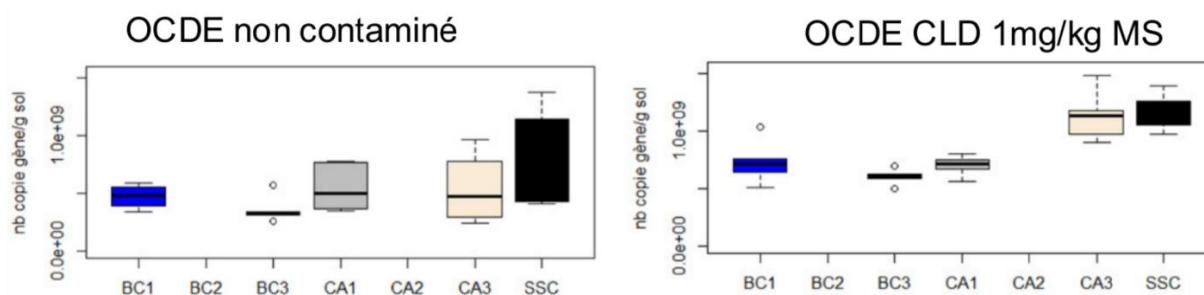 OCDE non contaminé
nb copie gène/g sol
1.0e+09
0.0e+00
BC1 BC2 BC3 CA1 CA2 CA3 SSC
OCDE CLD 1mg/kg MS
nb copie gène/g sol
1.0e+09
0.0e+00
BC1 BC2 BC3 CA1 CA2 CA3 SSC